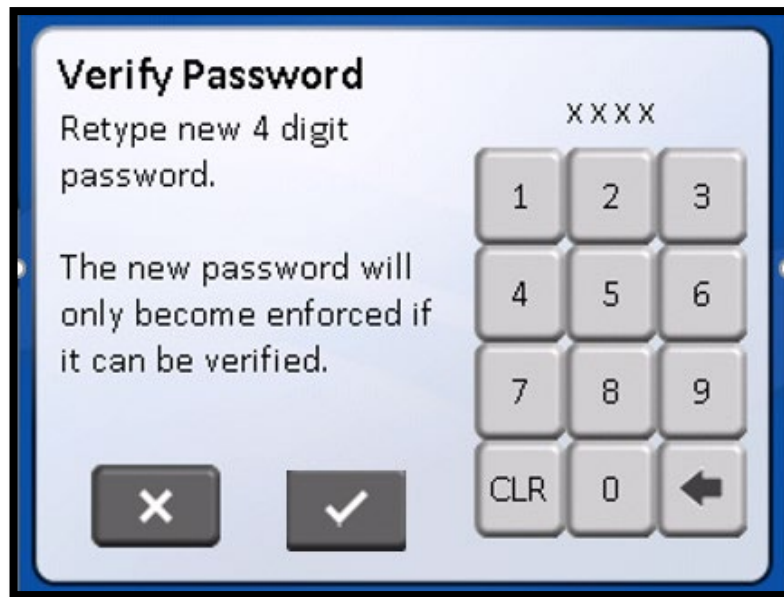 Verify Password
Retype new 4 digit
password.
The new password will
only become enforced if
it can be verified.
x x x x
1 2 3
4 5 6
7 8 9
CLR 0